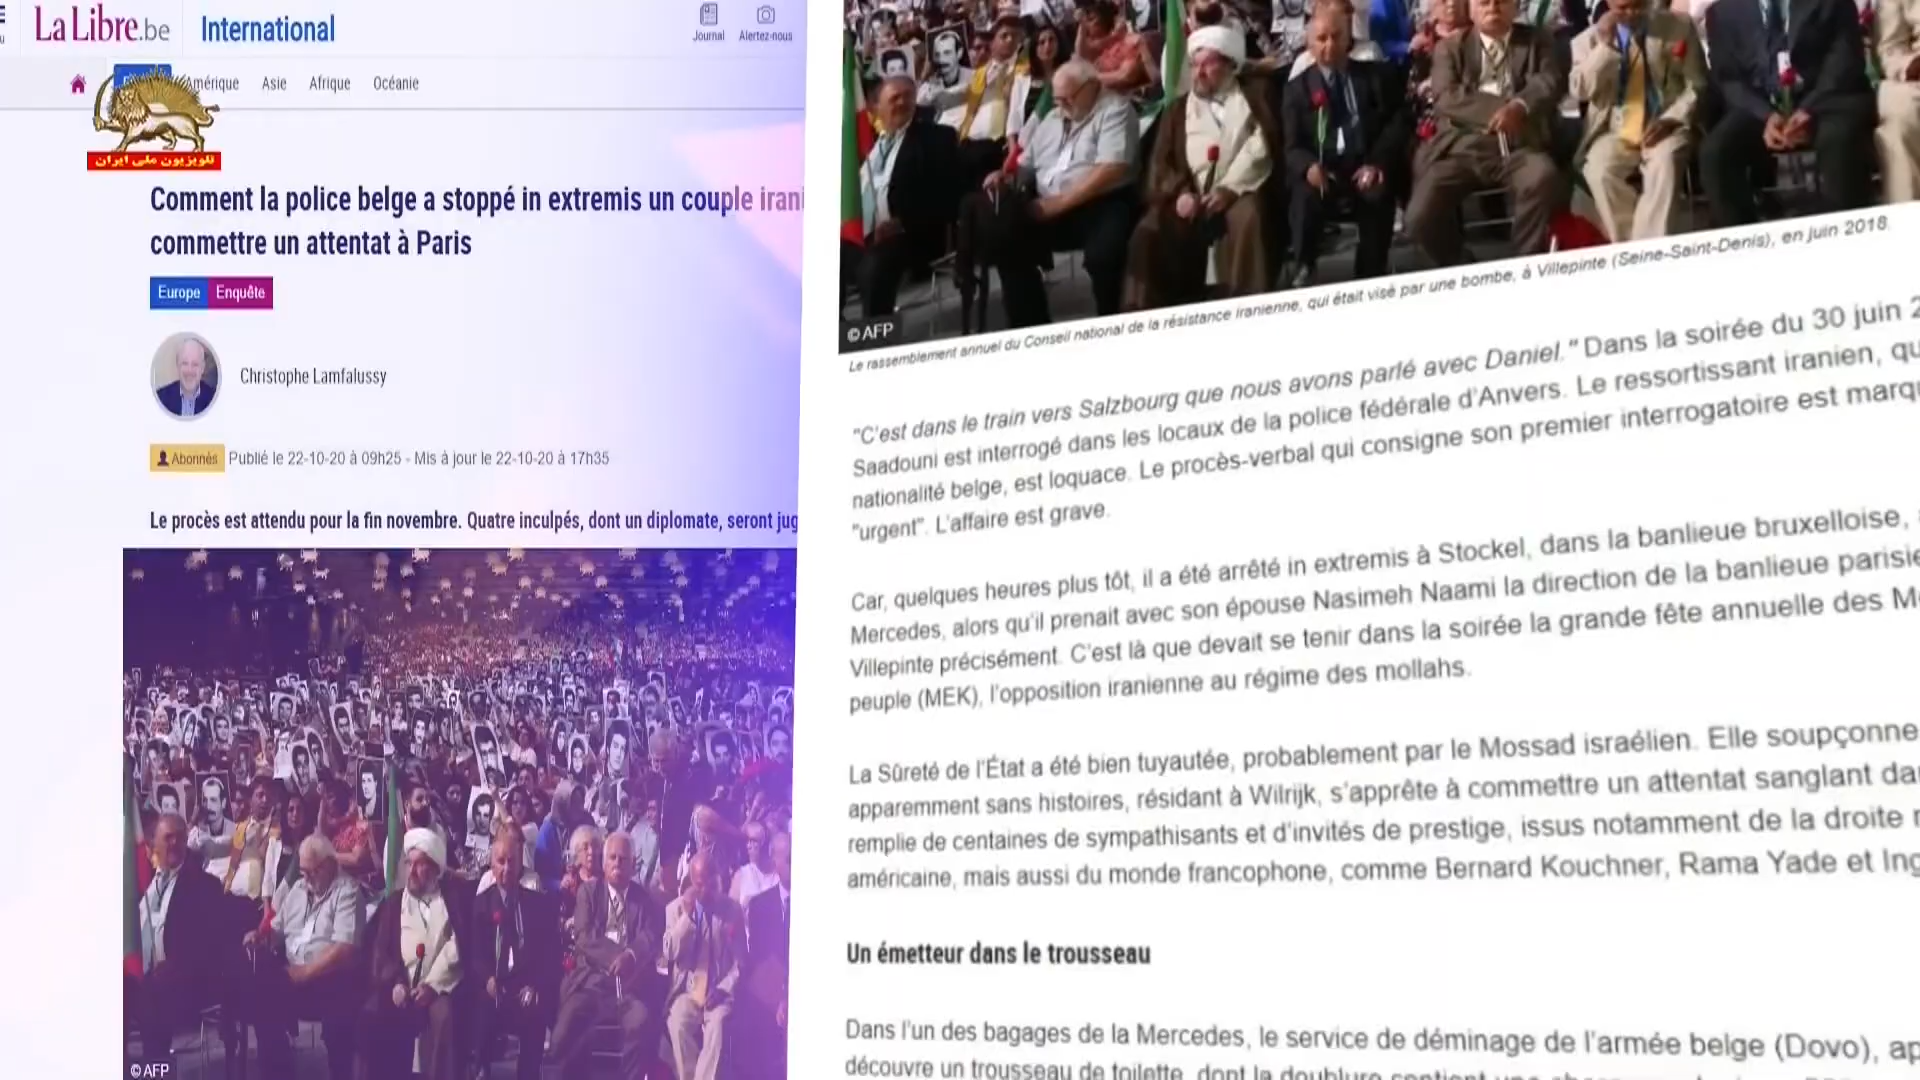 La Libre.be
International
Journal
Alertez-nous
Amérique
Asie
Afrique
Océanie
تلویزیون ملی ایران
Comment la police belge a stoppé in extremis un couple
commettre un attentat à Paris
Europe
Enquête
Christophe Lamfalussy
Abonnés
Publié le 22-10-20 à 09h25 - Mis à jour le 22-10-20 à 17h35
Le procès est attendu pour la fin novembre. Quatre inculpés, dont un diplomate, seront
©AFP
©AFP
Le rassemblement annuel du Conseil national de la résistance iranienne, qui était visé par une bombe, à Villepinte (Seine-Saint-Denis), en juin 2018.
"C'est dans le train vers Salzbourg que nous avons parlé avec Daniel." Dans la soirée du 30 juin
Saadouni est interrogé dans les locaux de la police fédérale d'Anvers. Le ressortissant iranien,
nationalité belge, est loquace. Le procès-verbal qui consigne son premier interrogatoire est
"urgent". L'affaire est grave.
Car, quelques heures plus tôt, il a été arrêté in extremis à Stockel, dans la banlieue bruxelloise,
Mercedes, alors qu'il prenait avec son épouse Nasimeh Naami la direction de la banlieue
Villepinte précisément. C'est là que devait se tenir dans la soirée la grande fête annuelle des
peuple (MEK), l'opposition iranienne au régime des mollahs.
La Sûreté de l'État a été bien tuyautée, probablement par le Mossad israélien. Elle soupçonne
apparemment sans histoires, résidant à Wilrijk, s'apprête à commettre un attentat sanglant
remplie de centaines de sympathisants et d'invités de prestige, issus notamment de la droite
américaine, mais aussi du monde francophone, comme Bernard Kouchner, Rama Yade et
Un émetteur dans le trousseau
Dans l'un des bagages de la Mercedes, le service de déminage de l'armée belge (Dovo),
découvre un trousseau de toilette, dont la doublure contient une